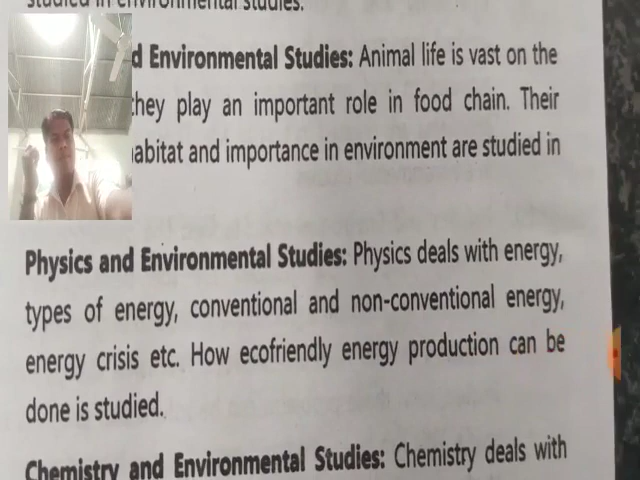 studied in environmental studies.
d Environmental Studies: Animal life is vast on the
they play an important role in food chain. Their
abitat and importance in environment are studied in
Physics and Environmental Studies: Physics deals with energy,
types of energy, conventional and non-conventional energy,
energy crisis etc. How ecofriendly energy production can be
done is studied.
Chemistry and Environmental Studies: Chemistry deals with